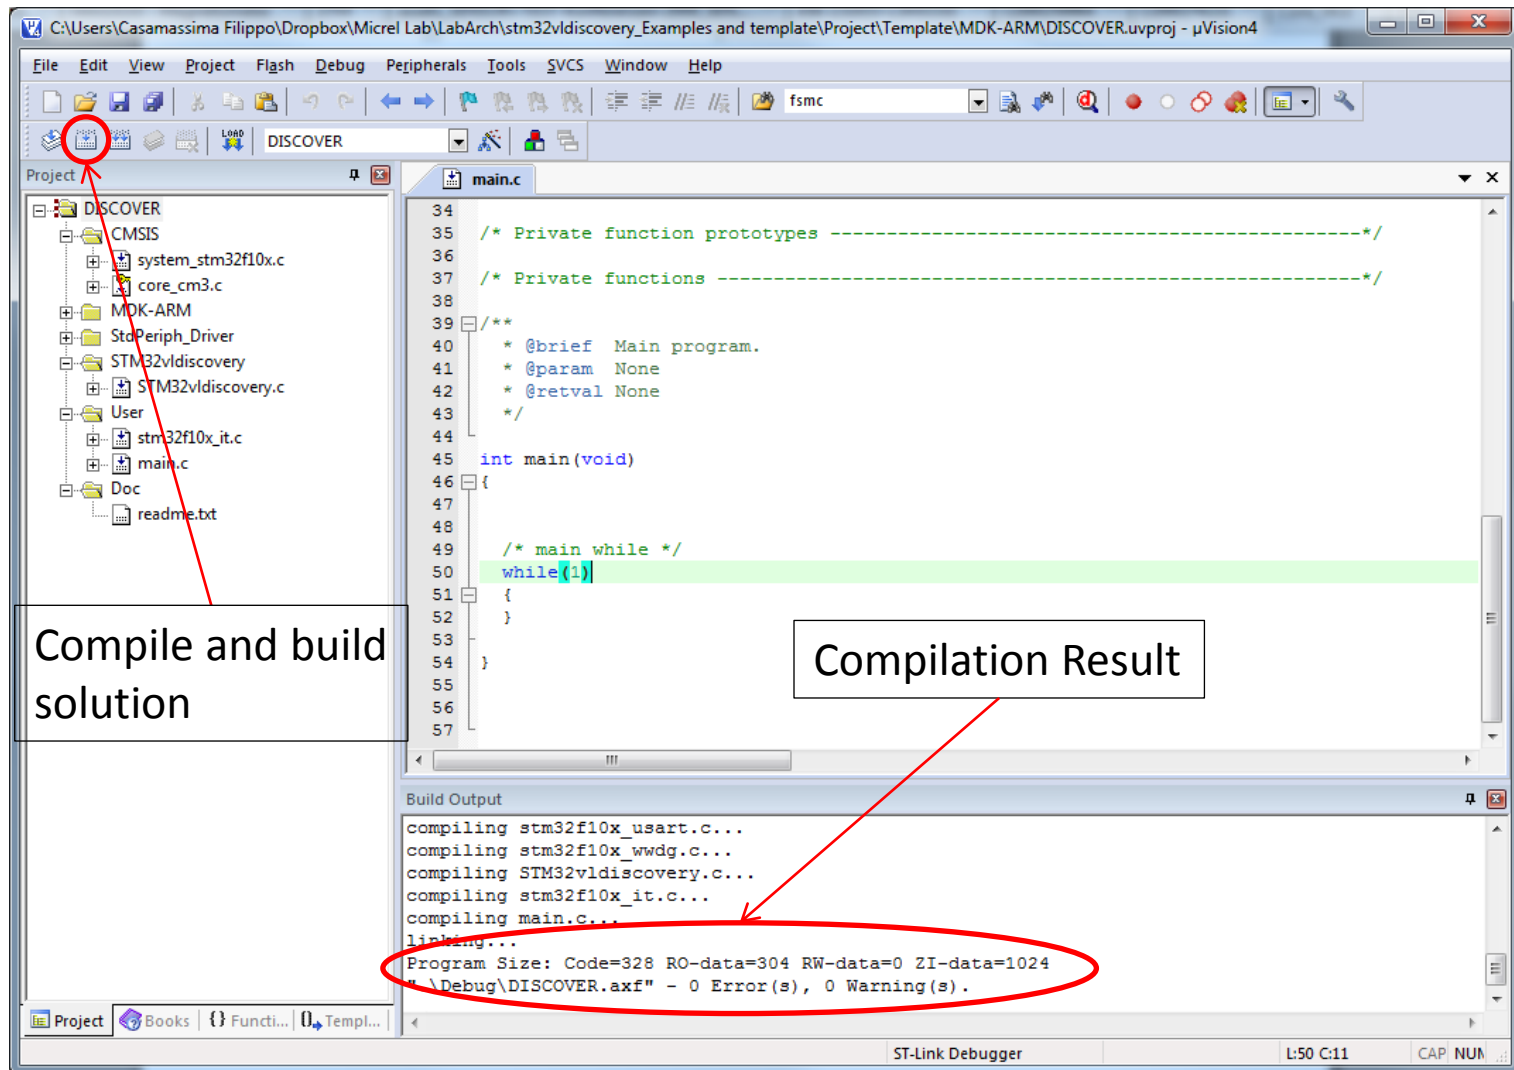 C:\Users\Casamassima Filippo\Dropbox\Micrel Lab\LabArch\stm32vldiscovery_Examples and template\Project\Template\MDK-ARM\DISCOVER.uvproj - µVision4
File Edit View Project Flash Debug Peripherals Tools SVCS Window Help
fsmc
LOAD DISCOVER
Project
main.c
DISCOVER
CMSIS
system_stm32f10x.c
core_cm3.c
MDK-ARM
StdPeriph_Driver
STM32vldiscovery
STM32vldiscovery.c
User
stm32f10x_it.c
main.c
Doc
readme.txt
Compile and build
solution
34
35 /* Private function prototypes -----------------------------------------------*/
36
37 /* Private functions ---------------------------------------------------------*/
38
39 /**
40 * @brief  Main program.
41 * @param  None
42 * @retval None
43 */
44
45 int main(void)
46 {
47
48
49 /* main while */
50 while(1)
51 {
52 }
53
54 }
55
56
57
Compilation Result
Build Output
compiling stm32f10x_usart.c...
compiling stm32f10x_wwdg.c...
compiling STM32vldiscovery.c...
compiling stm32f10x_it.c...
compiling main.c...
linking...
Program Size: Code=328 RO-data=304 RW-data=0 ZI-data=1024
".\Debug\DISCOVER.axf" - 0 Error(s), 0 Warning(s).
Project Books {} Functi... 0 Templ...
ST-Link Debugger L:50 C:11 CAP NUM